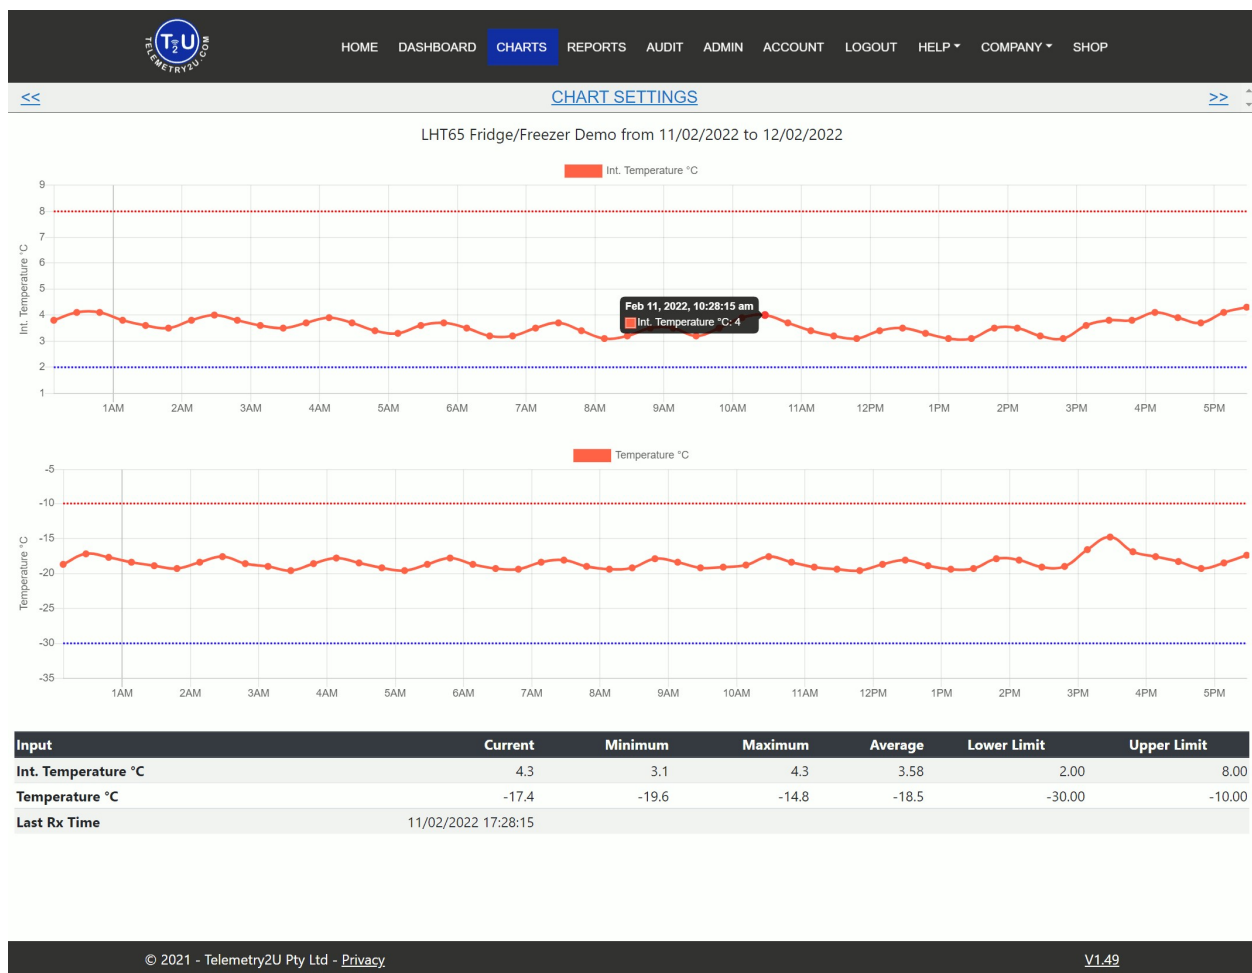 T2U
TELEMETRY2U.COM
HOME DASHBOARD CHARTS REPORTS AUDIT ADMIN ACCOUNT LOGOUT HELP COMPANY SHOP
<< CHART SETTINGS >>
LHT65 Fridge/Freezer Demo from 11/02/2022 to 12/02/2022
Int. Temperature °C
9
8
7
6
5
4
3
2
1
Int. Temperature °C
Feb 11, 2022, 10:28:15 am
Int. Temperature °C: 4
1AM 2AM 3AM 4AM 5AM 6AM 7AM 8AM 9AM 10AM 11AM 12PM 1PM 2PM 3PM 4PM 5PM
Temperature °C
-5
-10
-15
-20
-25
-30
-35
Temperature °C
1AM 2AM 3AM 4AM 5AM 6AM 7AM 8AM 9AM 10AM 11AM 12PM 1PM 2PM 3PM 4PM 5PM
Input Current Minimum Maximum Average Lower Limit Upper Limit
Int. Temperature °C 4.3 3.1 4.3 3.58 2.00 8.00
Temperature °C -17.4 -19.6 -14.8 -18.5 -30.00 -10.00
Last Rx Time 11/02/2022 17:28:15
© 2021 - Telemetry2U Pty Ltd - Privacy V1.49